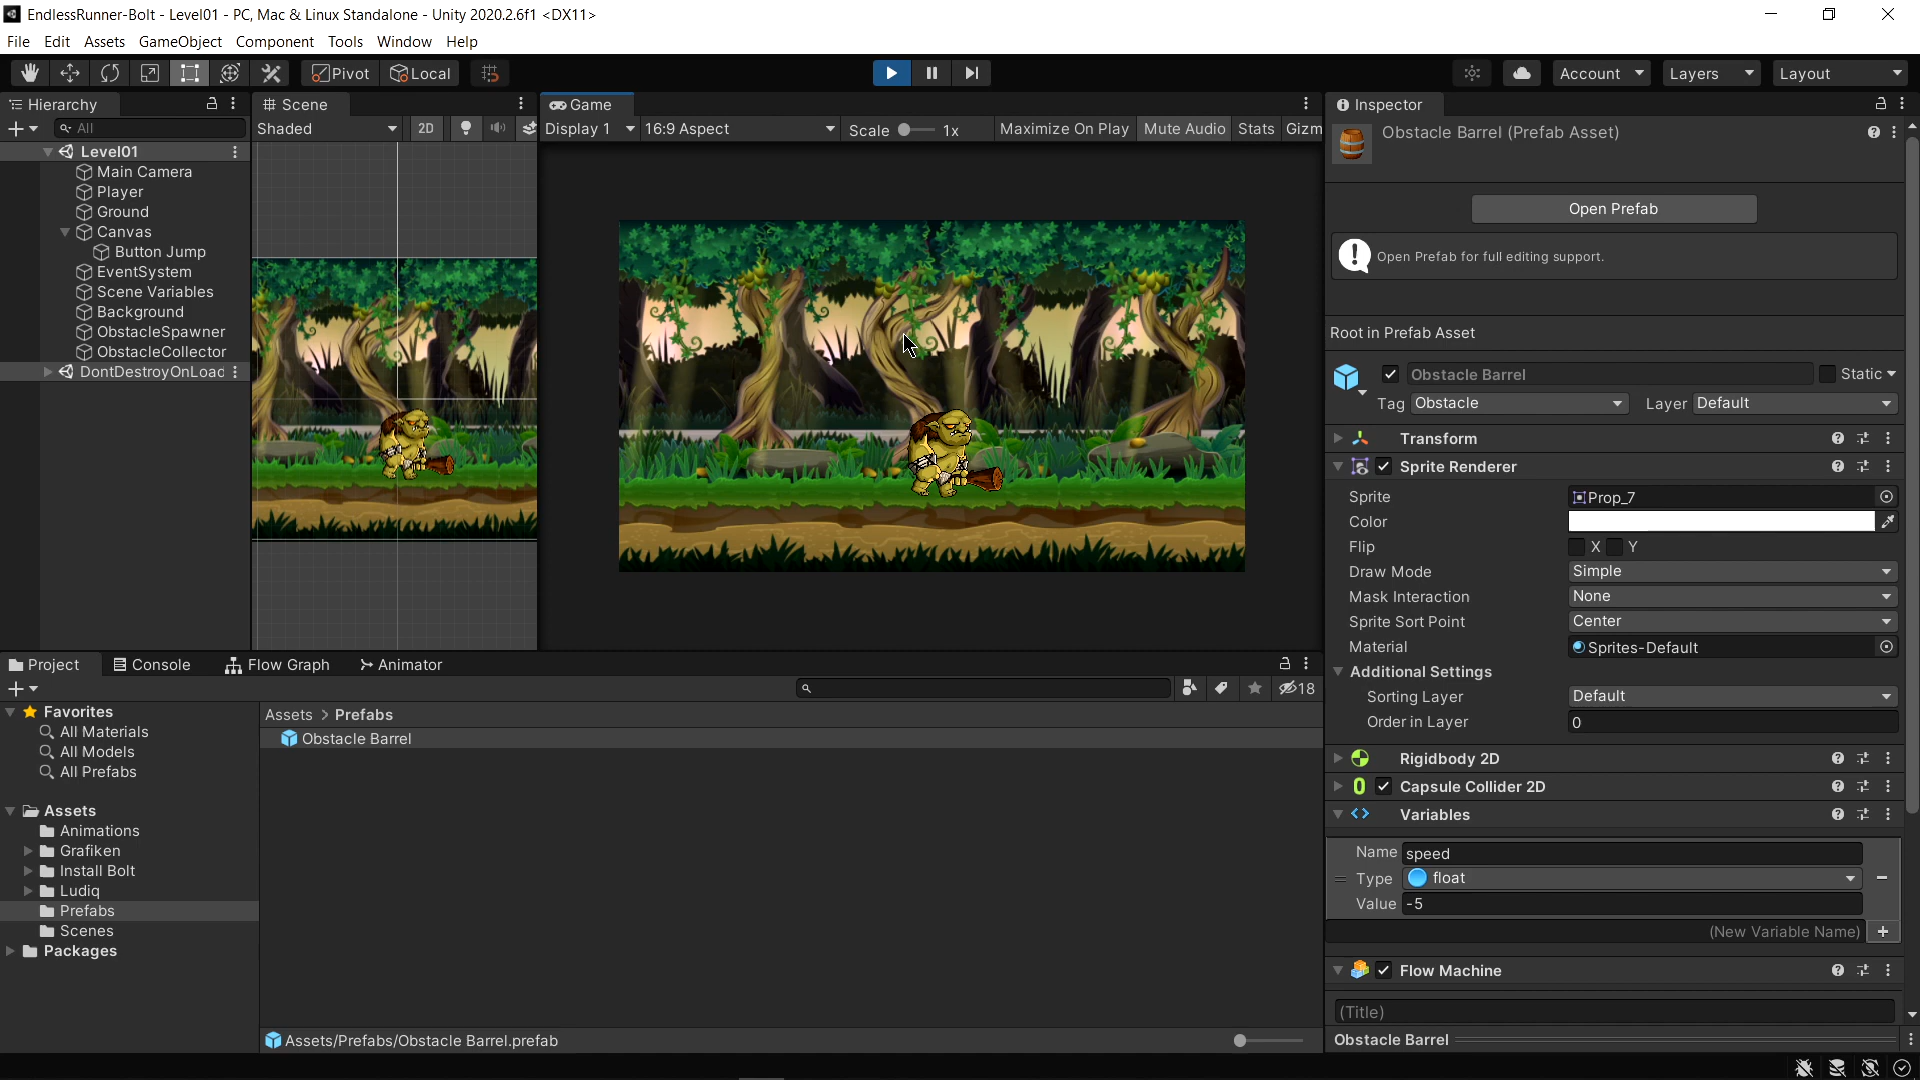 EndlessRunner-Bolt - Level01 - PC, Mac & Linux Standalone - Unity 2020.2.6f1 <DX11>
File Edit Assets GameObject Component Tools Window Help
Pivot Local Account Layers Layout
Hierarchy
All
Level01
Main Camera
Player
Ground
Canvas
Button Jump
EventSystem
Scene Variables
Background
ObstacleSpawner
ObstacleCollector
DontDestroyOnLoad
Scene
Shaded 2D
Game
Display 1 16:9 Aspect Scale 1x Maximize On Play Mute Audio Stats Gizm
Inspector
Obstacle Barrel (Prefab Asset)
Open Prefab
Open Prefab for full editing support.
Root in Prefab Asset
Obstacle Barrel Static
Tag Obstacle Layer Default
Transform
Sprite Renderer
Sprite Prop_7
Color
Flip X Y
Draw Mode Simple
Mask Interaction None
Sprite Sort Point Center
Material Sprites-Default
Additional Settings
Sorting Layer Default
Order in Layer 0
Rigidbody 2D
Capsule Collider 2D
Variables
Name speed
Type float
Value -5
(New Variable Name) +
Flow Machine
(Title)
Obstacle Barrel
Project Console Flow Graph Animator
18
Favorites
All Materials
All Models
All Prefabs
Assets
Animations
Grafiken
Install Bolt
Ludiq
Prefabs
Scenes
Packages
Assets > Prefabs
Obstacle Barrel
Assets/Prefabs/Obstacle Barrel.prefab